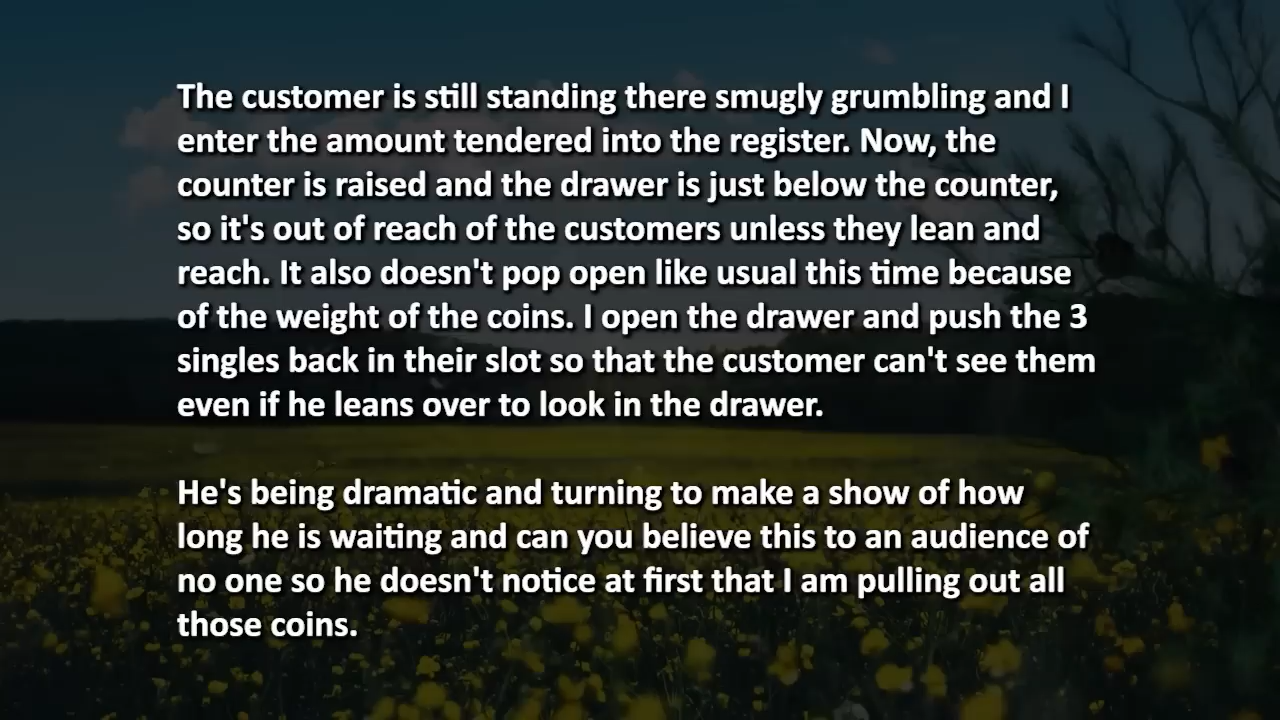 The customer is still standing there smugly grumbling and I
enter the amount tendered into the register. Now, the
counter is raised and the drawer is just below the counter,
so it's out of reach of the customers unless they lean and
reach. It also doesn't pop open like usual this time because
of the weight of the coins. I open the drawer and push the 3
singles back in their slot so that the customer can't see them
even if he leans over to look in the drawer.
He's being dramatic and turning to make a show of how
long he is waiting and can you believe this to an audience of
no one so he doesn't notice at first that I am pulling out all
those coins.